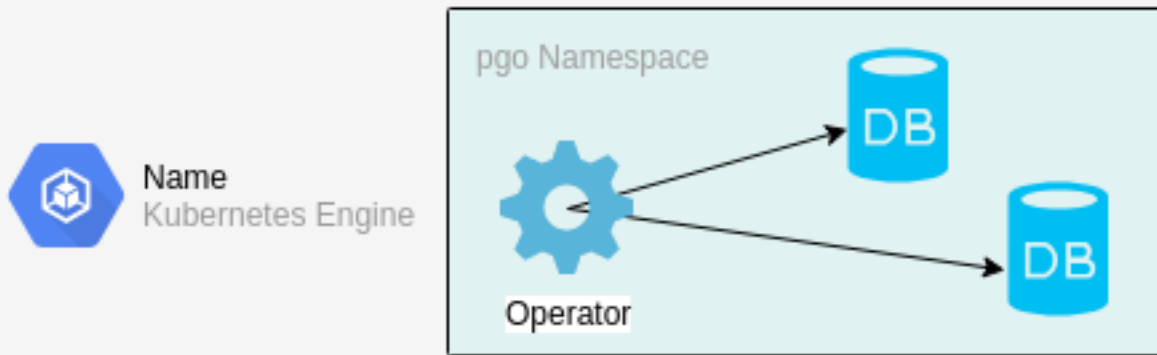 pgo Namespace
DB
Name
Kubernetes Engine
DB
Operator